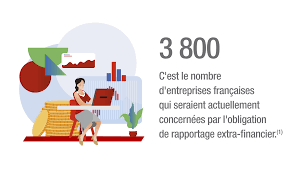 3 800
C'est le nombre
d'entreprises françaises
qui seraient actuellement
concernées par l'obligation
de rapportage extra-financier.(1)